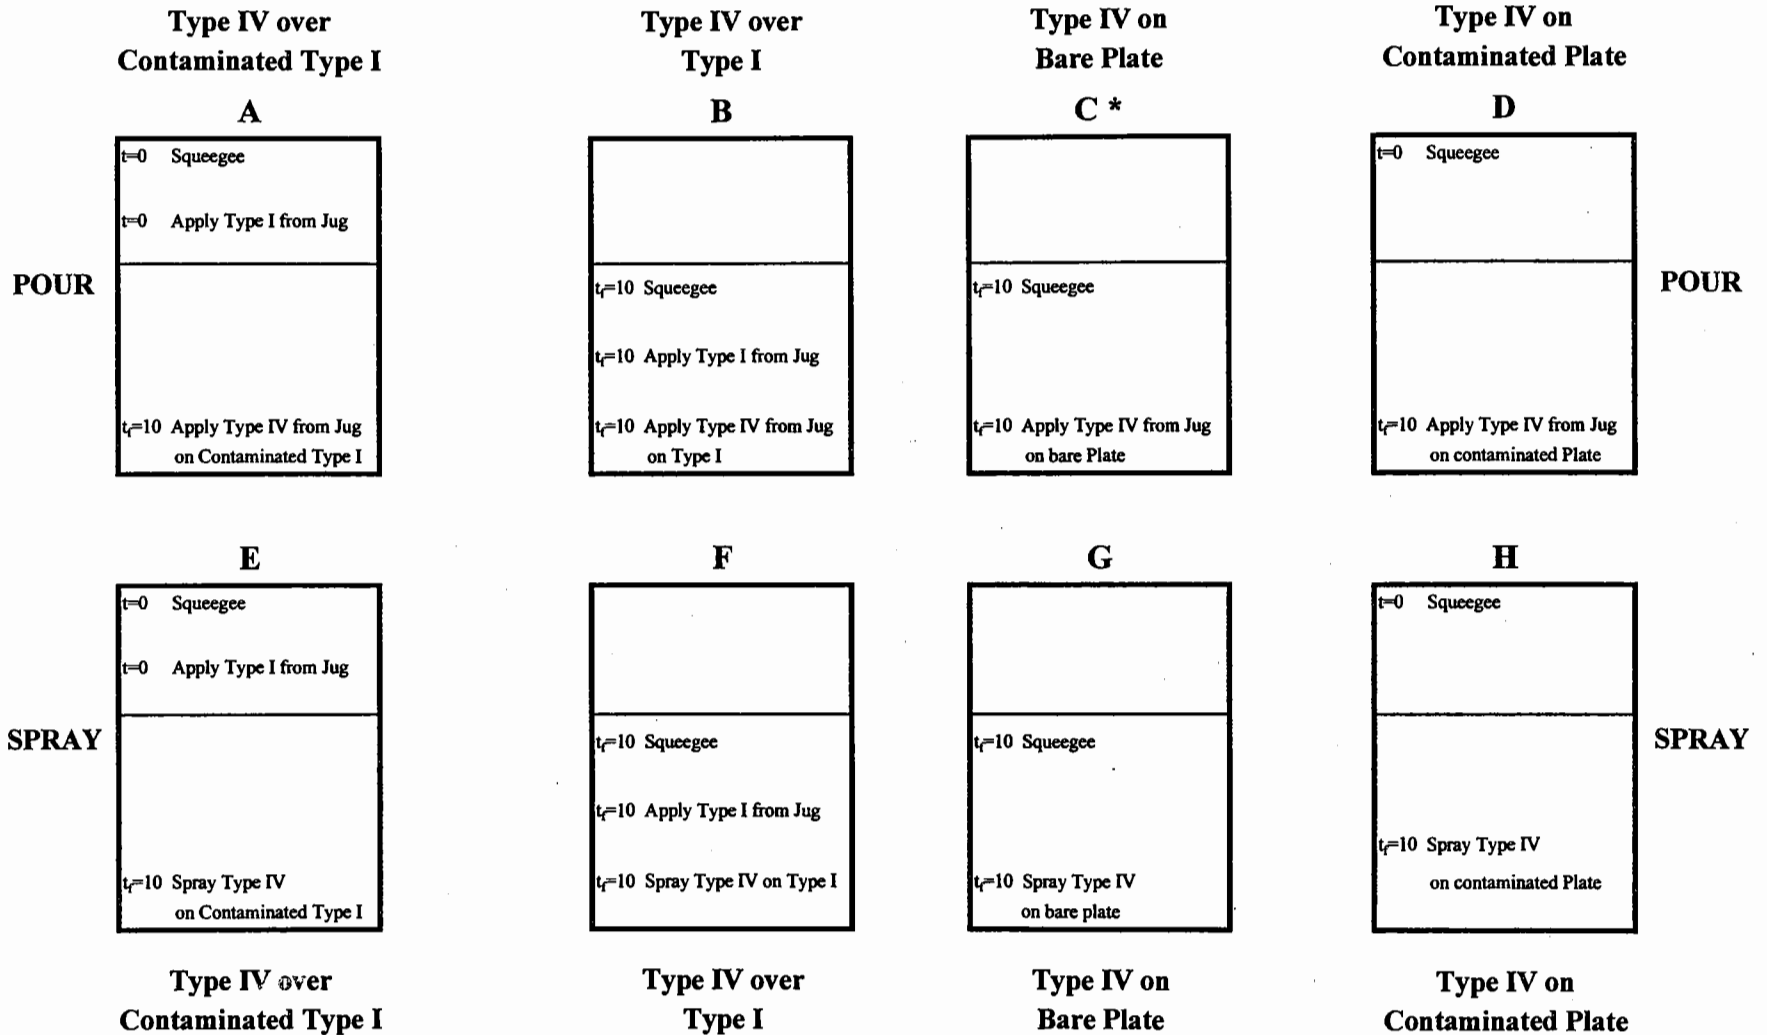 Type IV over
Contaminated Type I
Type IV over
Type I
Type IV on
Bare Plate
Type IV on
Contaminated Plate
A
B
C *
D
POUR
t=0 Squeegee
t=0 Apply Type I from Jug
tf=10 Apply Type IV from Jug
on Contaminated Type I
tf=10 Squeegee
tf=10 Apply Type I from Jug
tf=10 Apply Type IV from Jug
on Type I
tf=10 Squeegee
tf=10 Apply Type IV from Jug
on bare Plate
t=0 Squeegee
tf=10 Apply Type IV from Jug
on contaminated Plate
POUR
E
F
G
H
SPRAY
t=0 Squeegee
t=0 Apply Type I from Jug
tf=10 Spray Type IV
on Contaminated Type I
tf=10 Squeegee
tf=10 Apply Type I from Jug
tf=10 Spray Type IV on Type I
tf=10 Squeegee
tf=10 Spray Type IV
on bare plate
t=0 Squeegee
tf=10 Spray Type IV
on contaminated Plate
SPRAY
Type IV over
Contaminated Type I
Type IV over
Type I
Type IV on
Bare Plate
Type IV on
Contaminated Plate